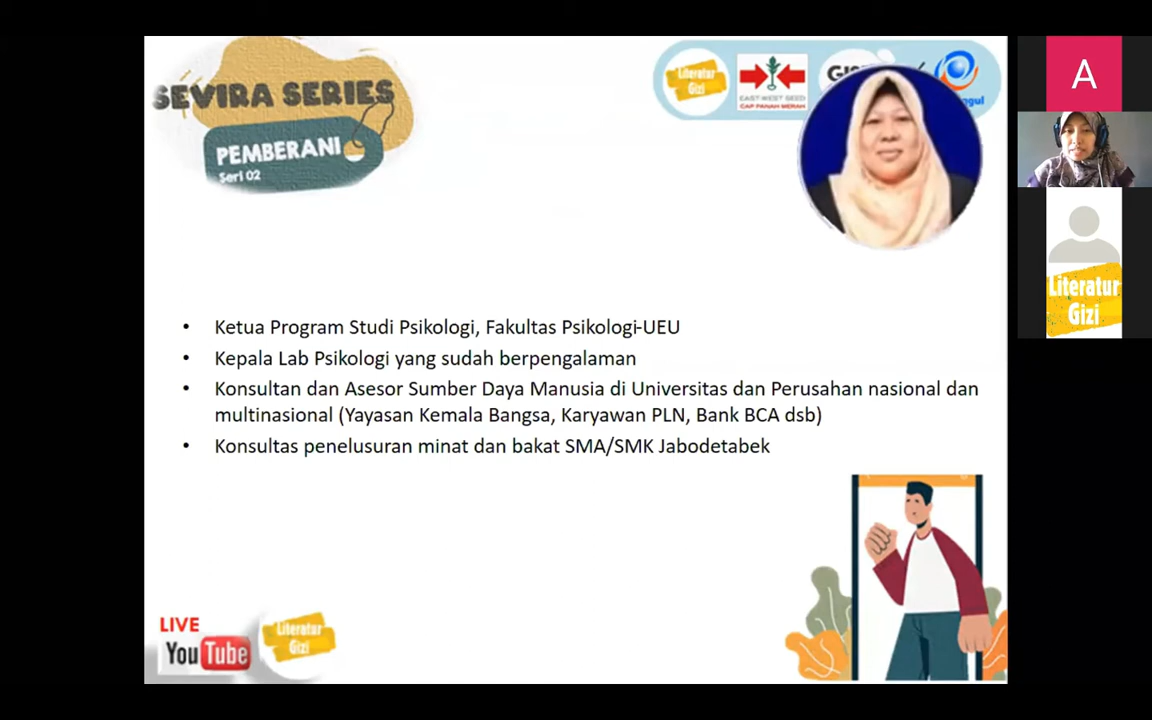 SEVIRA SERIES
PEMBERANI
Seri 02
Literatur
Gizi
EAST-WEST SEED
CAP PANAH MERAH
A
• Ketua Program Studi Psikologi, Fakultas Psikologi-UEU
• Kepala Lab Psikologi yang sudah berpengalaman
• Konsultan dan Asesor Sumber Daya Manusia di Universitas dan Perusahan nasional dan
multinasional (Yayasan Kemala Bangsa, Karyawan PLN, Bank BCA dsb)
• Konsultas penelusuran minat dan bakat SMA/SMK Jabodetabek
Literatur
Gizi
LIVE
YouTube
Literatur
Gizi